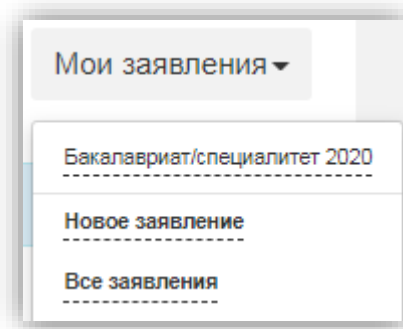 Мои заявления
Бакалавриат/специалитет 2020
Новое заявление
Все заявления